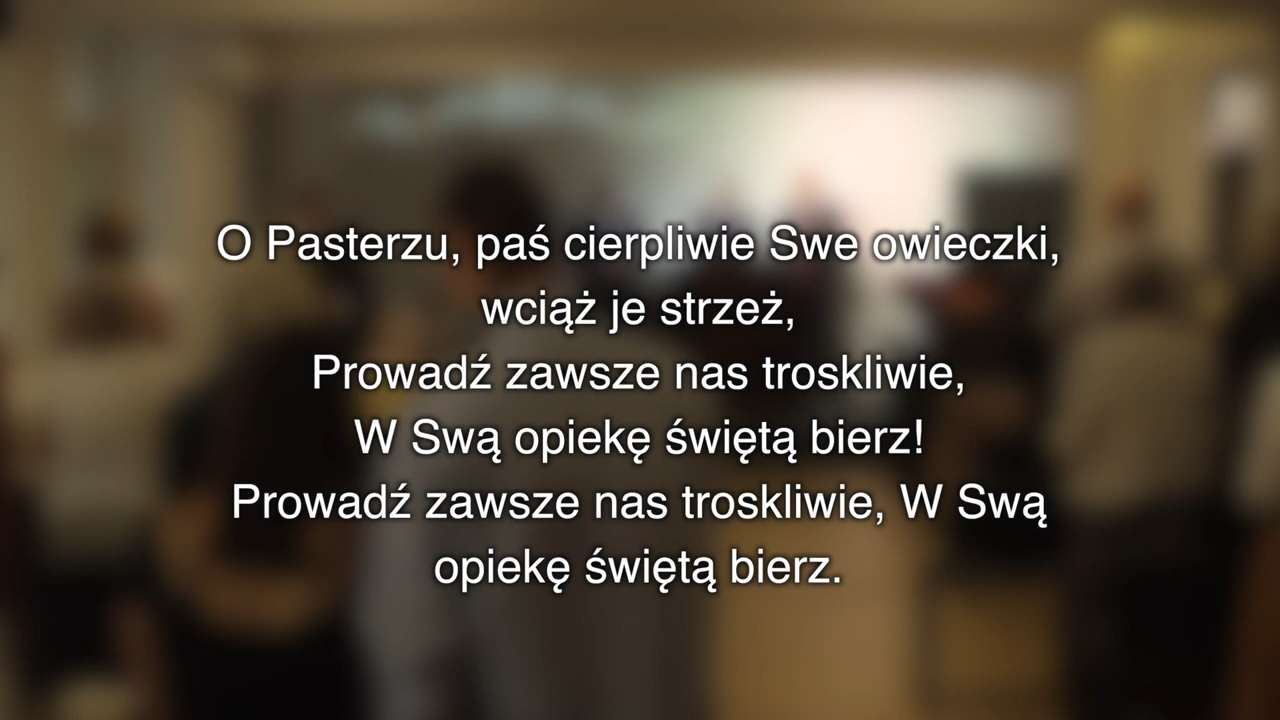 O Pasterzu, paś cierpliwie Swe owieczki,
wciąż je strzeż,
Prowadź zawsze nas troskliwie,
W Swą opiekę świętą bierz!
Prowadź zawsze nas troskliwie, W Swą
opiekę świętą bierz.